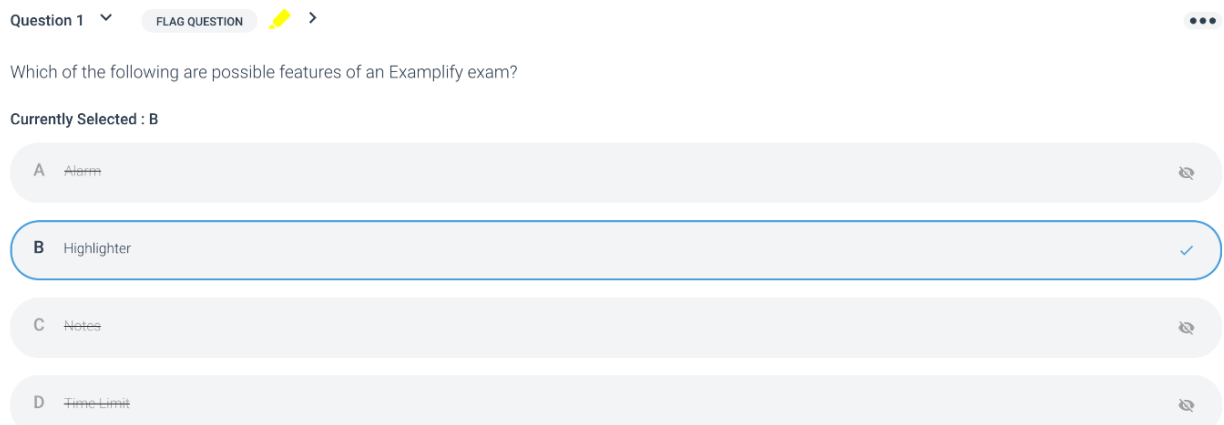 Question 1 FLAG QUESTION
Which of the following are possible features of an Examplify exam?
Currently Selected : B
A Alarm
B Highlighter
C Notes
D Time Limit